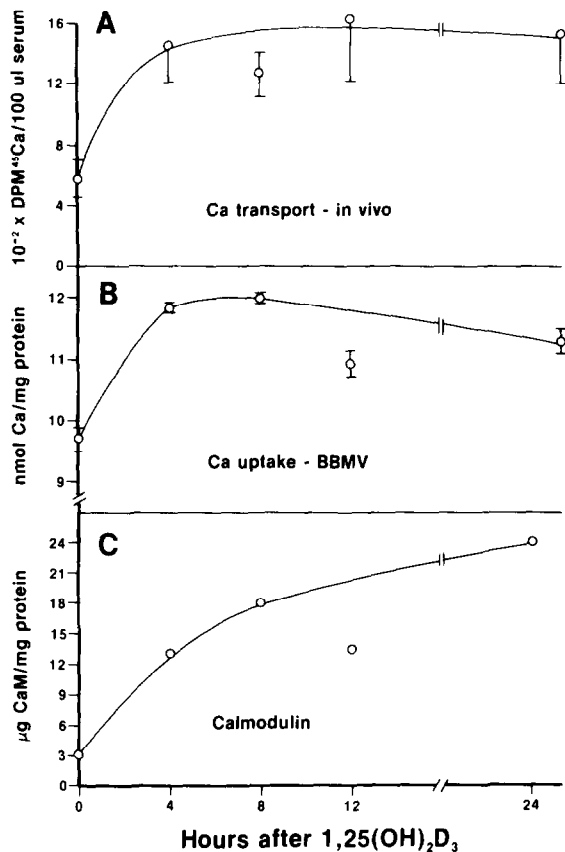 A
16
12
8
4
0
10⁻² x DPM⁴⁵Ca/100 ul serum
Ca transport - in vivo
B
12
11
10
9
nmol Ca/mg protein
Ca uptake - BBMV
C
24
21
18
15
12
9
6
3
0
µg CaM/mg protein
Calmodulin
0 4 8 12 24
Hours after 1,25(OH)₂D₃